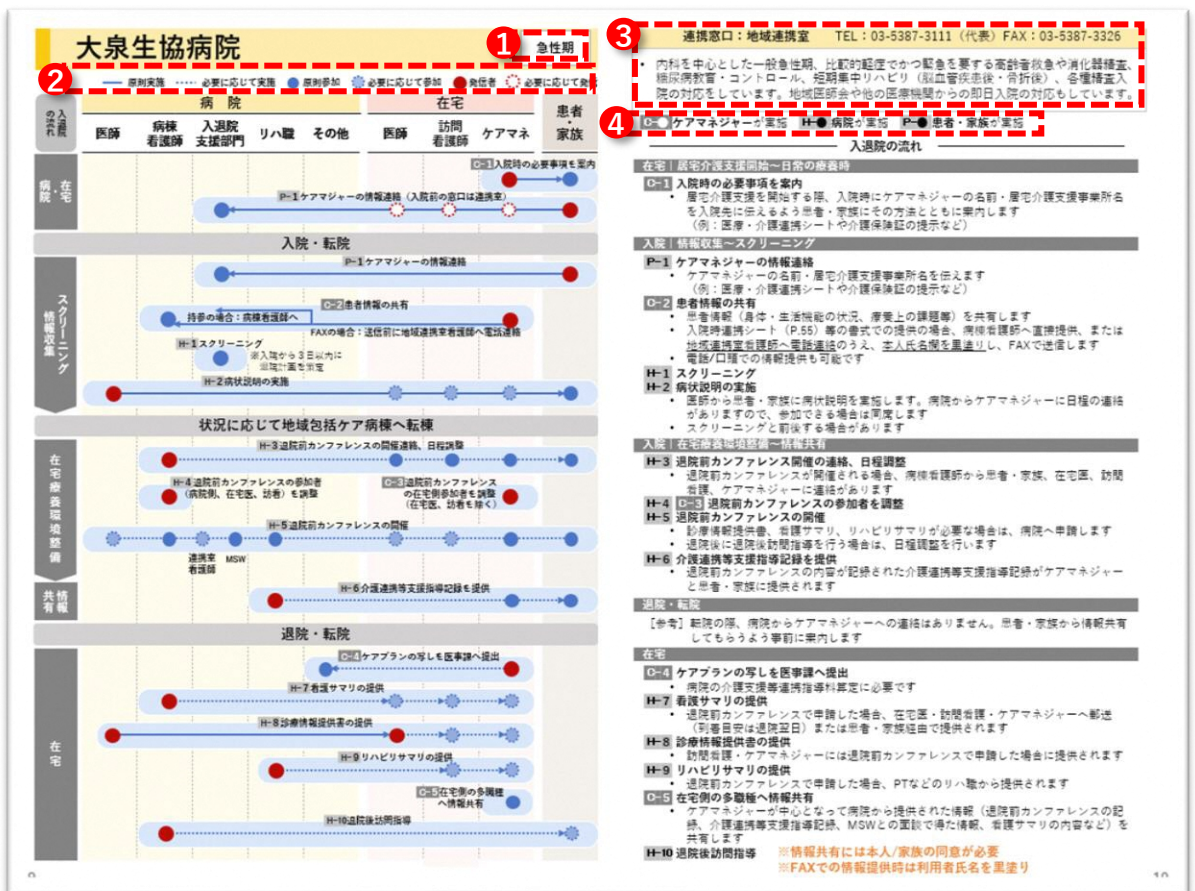 大泉生協病院
1
急性期
2
原則実施 必要に応じて実施 原則参加 必要に応じて参加 発信者
入退院の流れ
病院
在宅
患者・家族
医師
病棟看護師
入退院支援部門
リハ職
その他
医師
訪問看護師
ケアマネ
在宅・病院
C-1入院時の必要事項を案内
P-1ケアマジャーの情報連絡（入院前の窓口は連携室）
入院・転院
スクリーニング
情報収集
P-1ケアマジャーの情報連絡
C-2患者情報の共有
持参の場合：病棟看護師へ
FAXの場合：送信前に地域連携室看護師へ電話連絡
H-1スクリーニング
※入院から3日以内に
H-2病状説明の実施
状況に応じて地域包括ケア病棟へ転棟
在宅療養環境整備
H-3退院前カンファレンスの開催連絡、日程調整
H-4退院前カンファレンスの参加者
（病院側、在宅医、訪看）を調整
C-3退院前カンファレンス
の在宅側参加者を調整
（在宅医、訪看を除く）
H-5退院前カンファレンスの開催
連携室看護師
MSW
情報共有
H-6介護連携等支援指導記録を提供
退院・転院
在宅
C-4ケアプランの写しを医事課へ提出
H-7看護サマリの提供
H-8診療情報提供書の提供
H-9リハビリサマリの提供
C-5在宅側の多職種
へ情報共有
H-10退院後訪問指導
9
3
連携窓口：地域連携室 TEL：03-5387-3111（代表）FAX：03-5387-3326
・ 内科を中心とした一般急性期、比較的軽症でかつ緊急を要する高齢者救急や消化器精査、
糖尿病教育・コントロール、短期集中リハビリ（脳血管疾患後・骨折後）、各種精査入
院の対応をしています。地域医師会や他の医療機関からの即日入院の対応もしています。
4
C-● ケアマネジャーが実施 H-● 病院が実施 P-● 患者・家族が実施
入退院の流れ
在宅｜居宅介護支援開始～日常の療養時
C-1 入院時の必要事項を案内
・ 居宅介護支援を開始する際、入院時にケアマネジャーの名前・居宅介護支援事業所名
を入院先に伝えるよう患者・家族にその方法とともに案内します
（例：医療・介護連携シートや介護保険証の提示など）
入院｜情報収集～スクリーニング
P-1 ケアマネジャーの情報連絡
・ ケアマネジャーの名前・居宅介護支援事業所名を伝えます
（例：医療・介護連携シートや介護保険証の提示など）
C-2 患者情報の共有
・ 患者情報（身体・生活機能の状況、療養上の課題等）を共有します
・ 入院時連携シート（P.55）等の書式での提供の場合、病棟看護師へ直接提供、または
地域連携室看護師へ電話連絡のうえ、本人氏名欄を黒塗りし、FAXで送信します
・ 電話/口頭での情報提供も可能です
H-1 スクリーニング
H-2 病状説明の実施
・ 医師から患者・家族に病状説明を実施します。病院からケアマネジャーに日程の連絡
がありますので、参加できる場合は同席します
・ スクリーニングと前後する場合があります
入院｜在宅療養環境整備～情報共有
H-3 退院前カンファレンス開催の連絡、日程調整
・ 退院前カンファレンスが開催される場合、病棟看護師から患者・家族、在宅医、訪問
看護、ケアマネジャーに連絡があります
H-4 C-3 退院前カンファレンスの参加者を調整
H-5 退院前カンファレンスの開催
・ 診療情報提供書、看護サマリ、リハビリサマリが必要な場合は、病院へ申請します
・ 退院後に退院後訪問指導を行う場合は、日程調整を行います
H-6 介護連携等支援指導記録を提供
・ 退院前カンファレンスの内容が記録された介護連携等支援指導記録がケアマネジャー
と患者・家族に提供されます
退院・転院
［参考］転院の際、病院からケアマネジャーへの連絡はありません。患者・家族から情報共有
してもらうよう事前に案内します
在宅
C-4 ケアプランの写しを医事課へ提出
・ 病院の介護支援等連携指導料算定に必要です
H-7 看護サマリの提供
・ 退院前カンファレンスで申請した場合、在宅医・訪問看護・ケアマネジャーへ郵送
（到着目安は退院翌日）または患者・家族経由で提供されます
H-8 診療情報提供書の提供
・ 訪問看護・ケアマネジャーには退院前カンファレンスで申請した場合に提供されます
H-9 リハビリサマリの提供
・ 退院前カンファレンスで申請した場合、PTなどのリハ職から提供されます
C-5 在宅側の多職種へ情報共有
・ ケアマネジャーが中心となって病院から提供された情報（退院前カンファレンスの記
録、介護連携等支援指導記録、MSWとの面談で得た情報、看護サマリの内容など）を
共有します
H-10 退院後訪問指導
※情報共有には本人/家族の同意が必要
※FAXでの情報提供時は利用者氏名を黒塗り
10